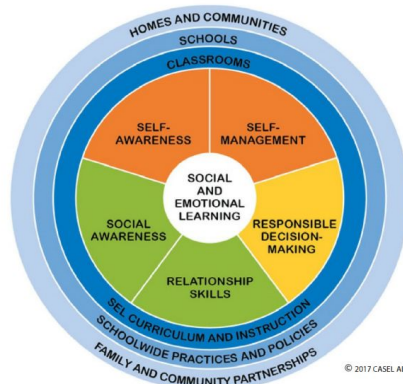 HOMES AND COMMUNITIES
SCHOOLS
CLASSROOMS
SELF-
AWARENESS
SELF-
MANAGEMENT
SOCIAL
AND
EMOTIONAL
LEARNING
SOCIAL
AWARENESS
RESPONSIBLE
DECISION-
MAKING
RELATIONSHIP
SKILLS
SEL CURRICULUM AND INSTRUCTION
SCHOOLWIDE PRACTICES AND POLICIES
FAMILY AND COMMUNITY PARTNERSHIPS
© 2017 CASEL